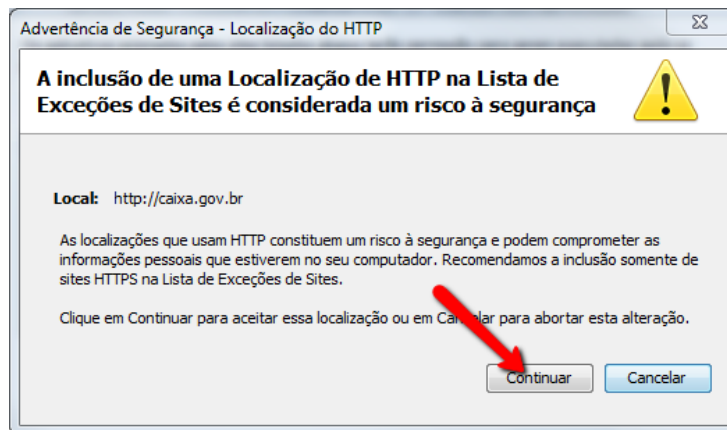 Advertência de Segurança - Localização do HTTP
A inclusão de uma Localização de HTTP na Lista de
Exceções de Sites é considerada um risco à segurança
Local: http://caixa.gov.br
As localizações que usam HTTP constituem um risco à segurança e podem comprometer as
informações pessoais que estiverem no seu computador. Recomendamos a inclusão somente de
sites HTTPS na Lista de Exceções de Sites.
Clique em Continuar para aceitar essa localização ou em Cancelar para abortar esta alteração.
Continuar Cancelar